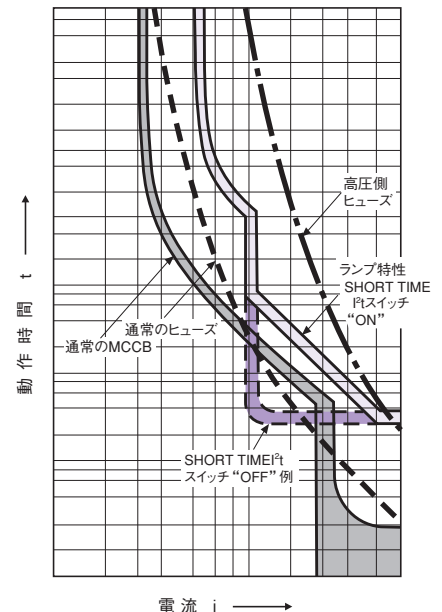 高圧側
ヒューズ
ランプ特性
SHORT TIME
I²tスイッチ
“ON”
通常のヒューズ
通常のMCCB
SHORT TIMEI²t
スイッチ“OFF”例
動作時間 t
電流 i